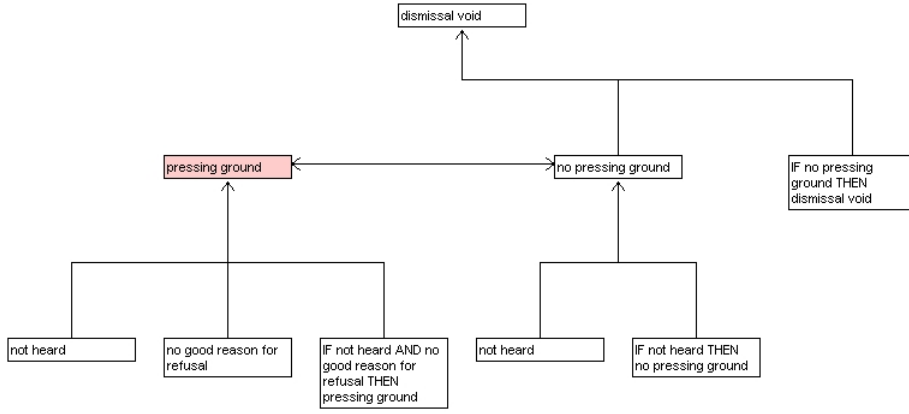 dismissal void
pressing ground
no pressing ground
IF no pressing
ground THEN
dismissal void
not heard
no good reason for
refusal
IF not heard AND no
good reason for
refusal THEN
pressing ground
not heard
IF not heard THEN
no pressing ground